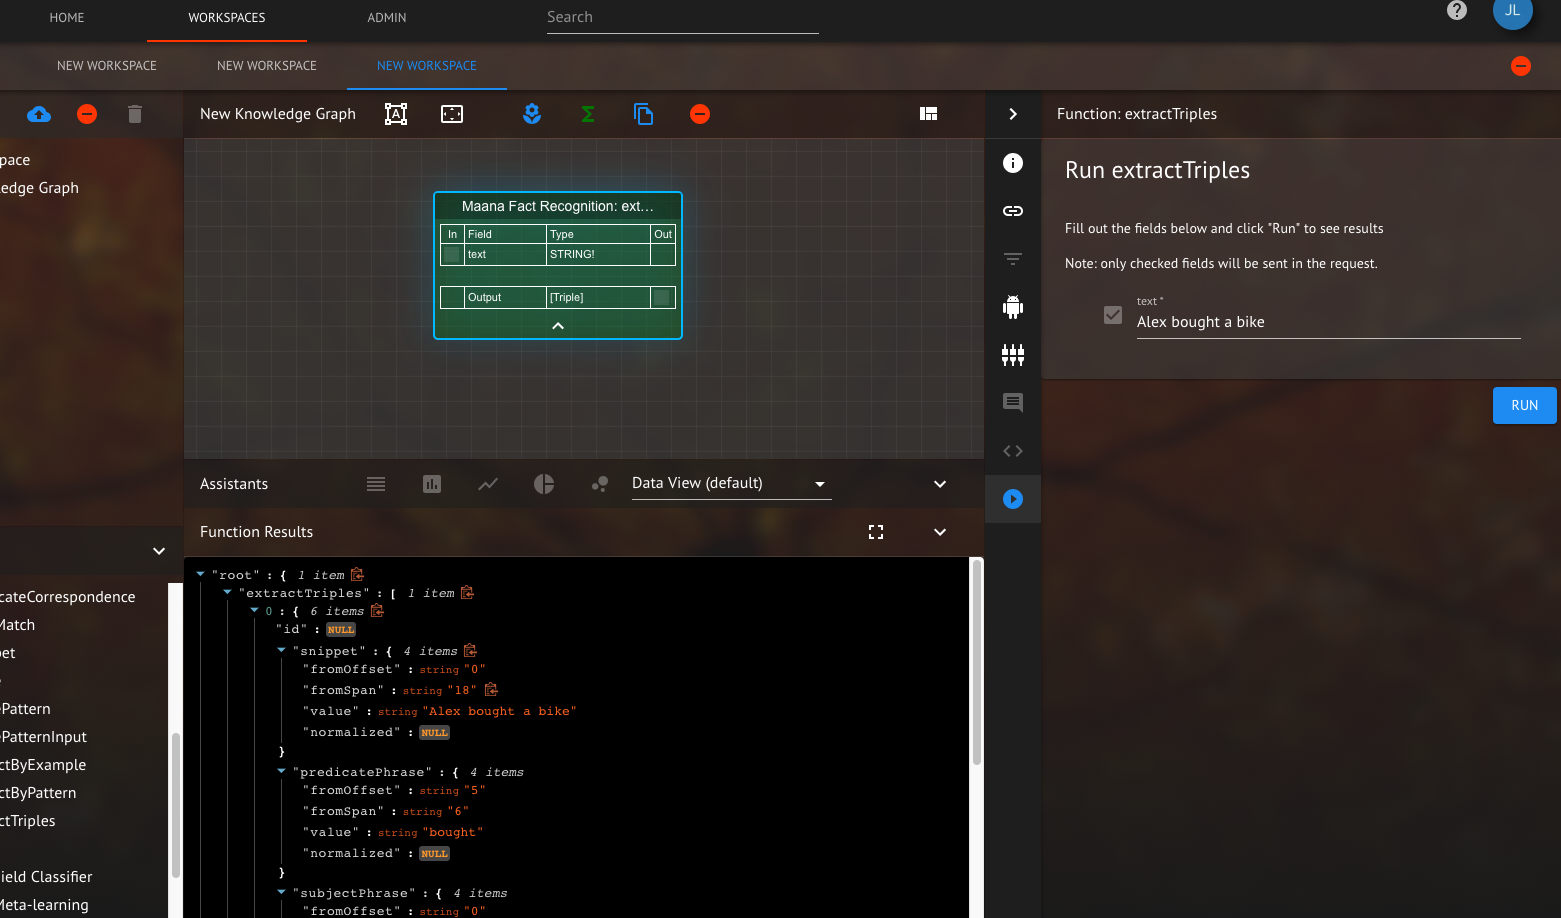 HOME
WORKSPACES
ADMIN
Search
?
JL
NEW WORKSPACE
NEW WORKSPACE
NEW WORKSPACE
New Knowledge Graph
A
Σ
Function: extractTriples
pace
edge Graph
Maana Fact Recognition: ext…
In Field Type Out
text STRING!
Output [Triple]
Run extractTriples
Fill out the fields below and click "Run" to see results
Note: only checked fields will be sent in the request.
text *
Alex bought a bike
RUN
Assistants
Data View (default)
Function Results
cateCorrespondence
Match
pet
e
ePattern
ePatternInput
ctByExample
ctByPattern
ctTriples
ield Classifier
Meta-learning
"root" : { 1 item
"extractTriples" : [ 1 item
0 : { 6 items
"id" : NULL
"snippet" : { 4 items
"fromOffset" : string "0"
"fromSpan" : string "18"
"value" : string "Alex bought a bike"
"normalized" : NULL
}
"predicatePhrase" : { 4 items
"fromOffset" : string "5"
"fromSpan" : string "6"
"value" : string "bought"
"normalized" : NULL
}
"subjectPhrase" : { 4 items
"fromOffset" : string "0"